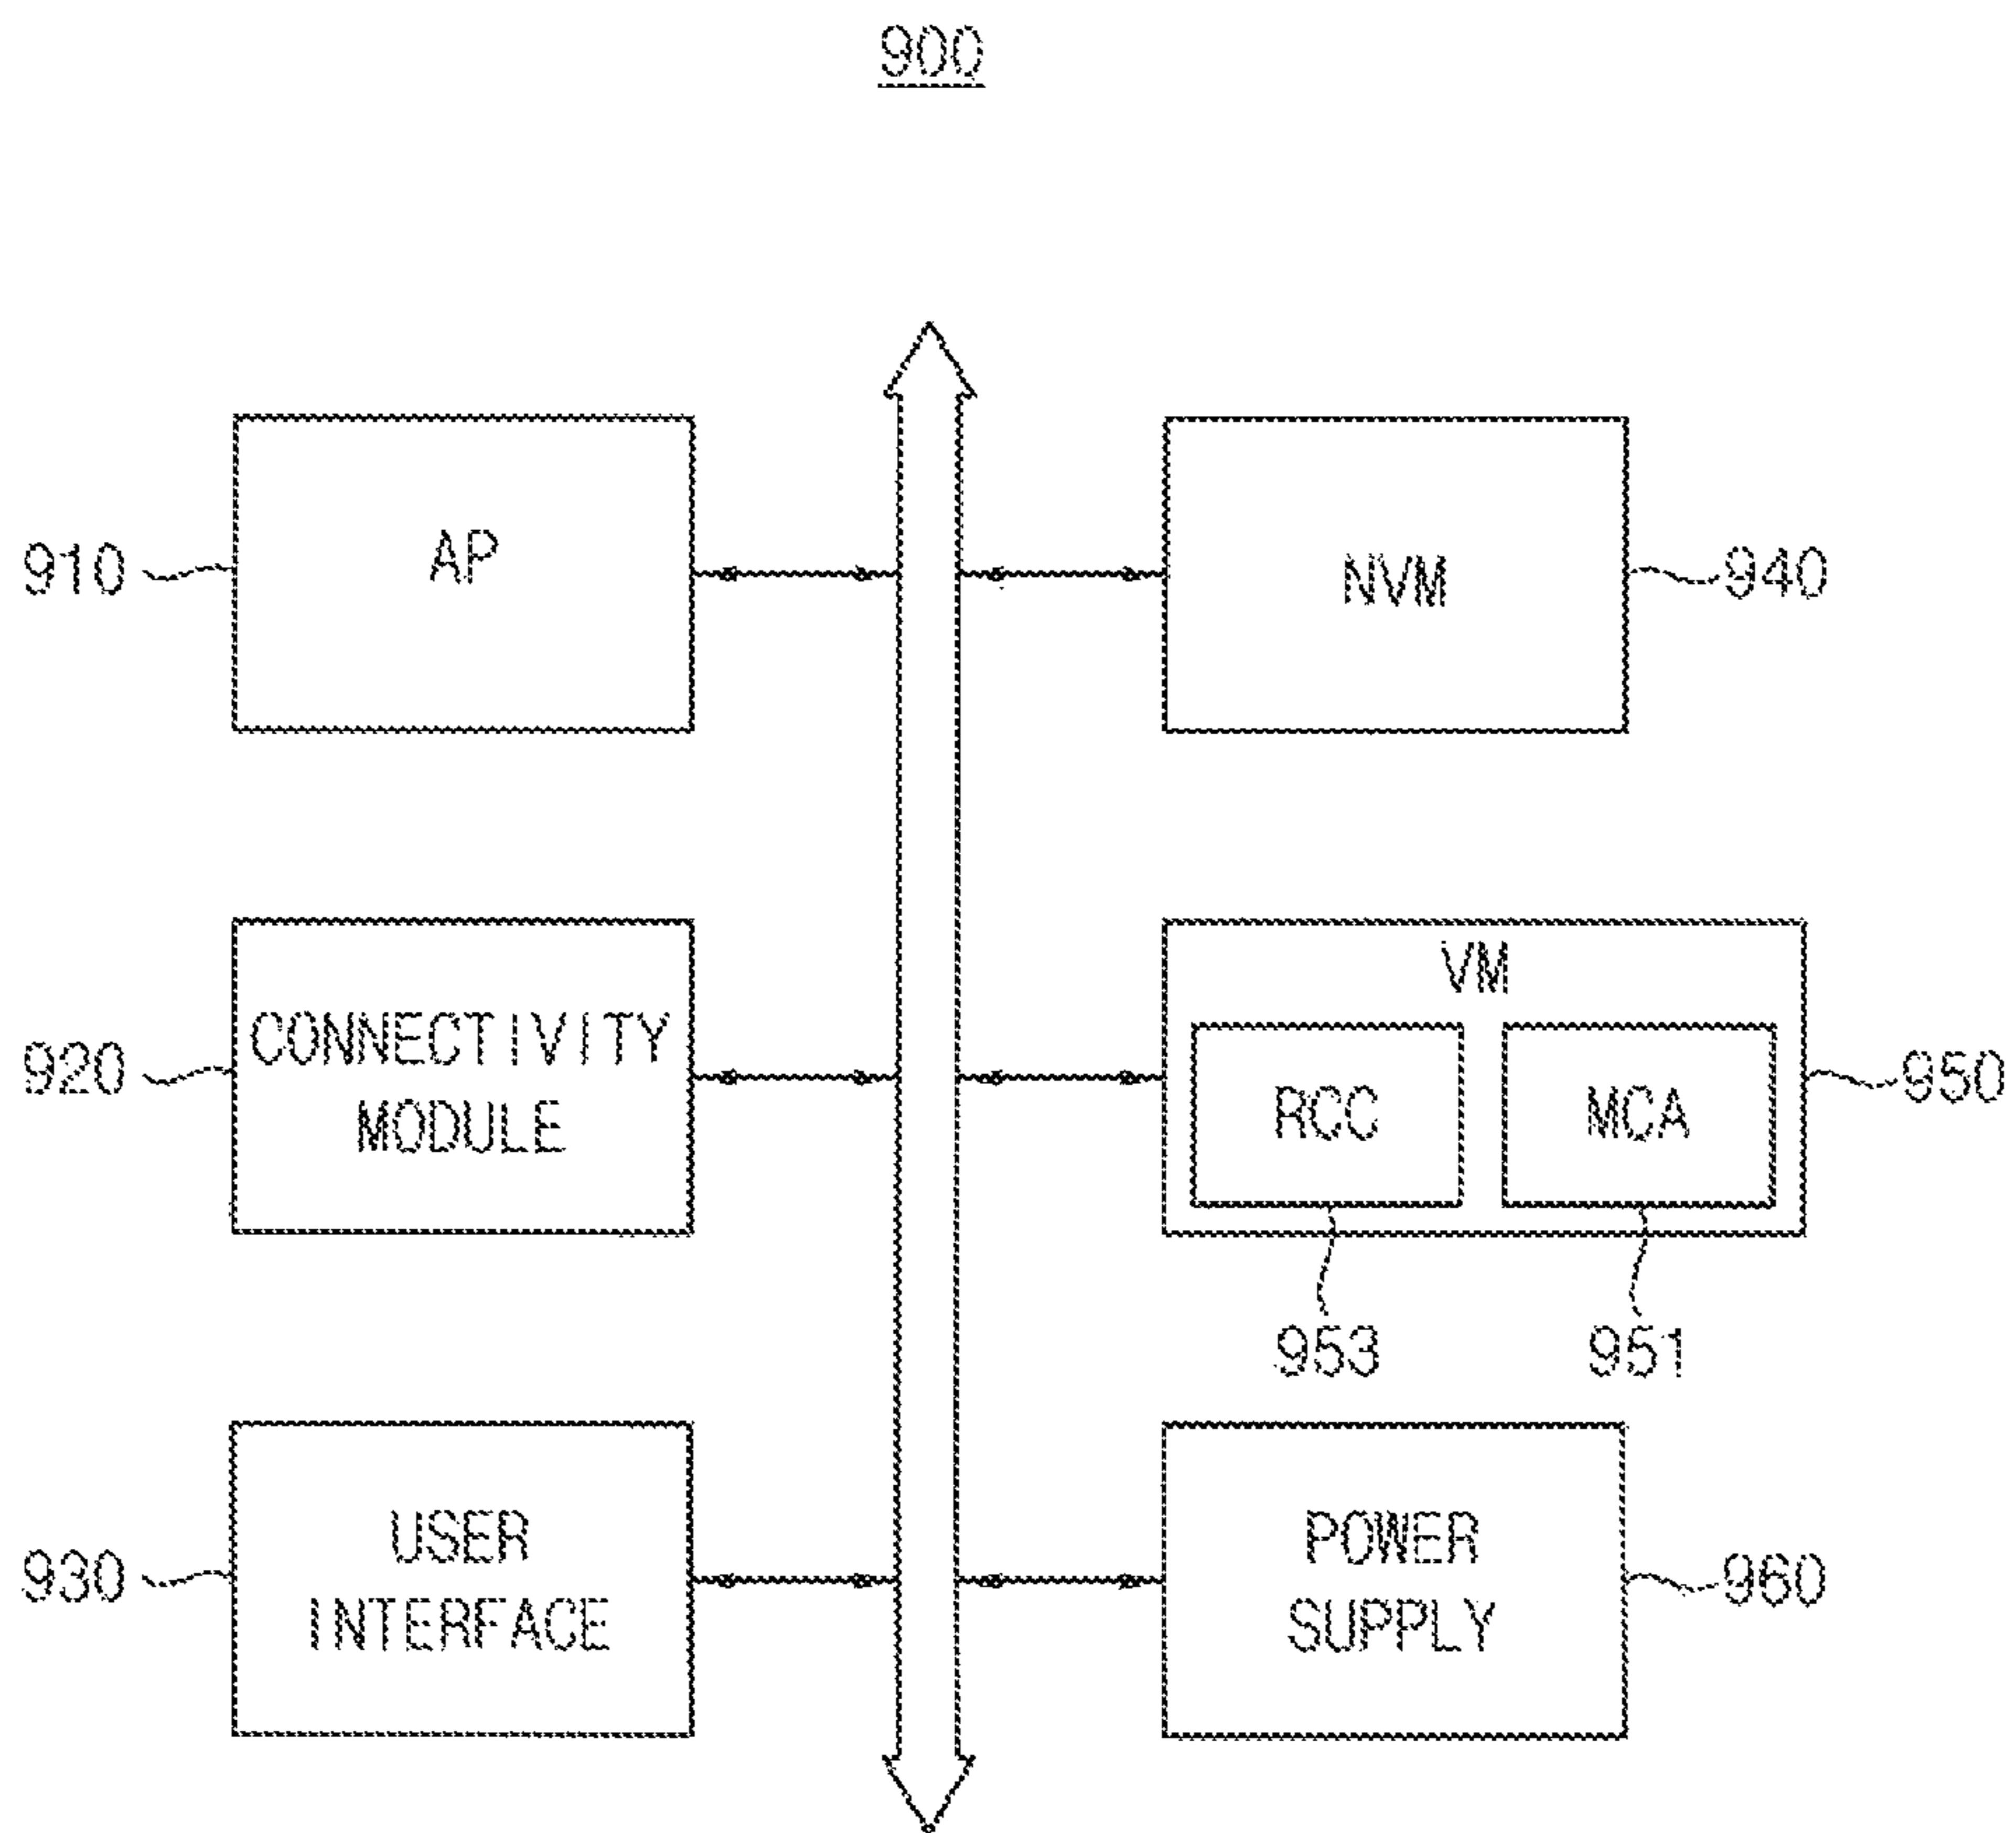 900
910
AP
NVM
940
920
CONNECTIVITY
MODULE
VM
RCC
MCA
950
953
951
930
USER
INTERFACE
POWER
SUPPLY
960